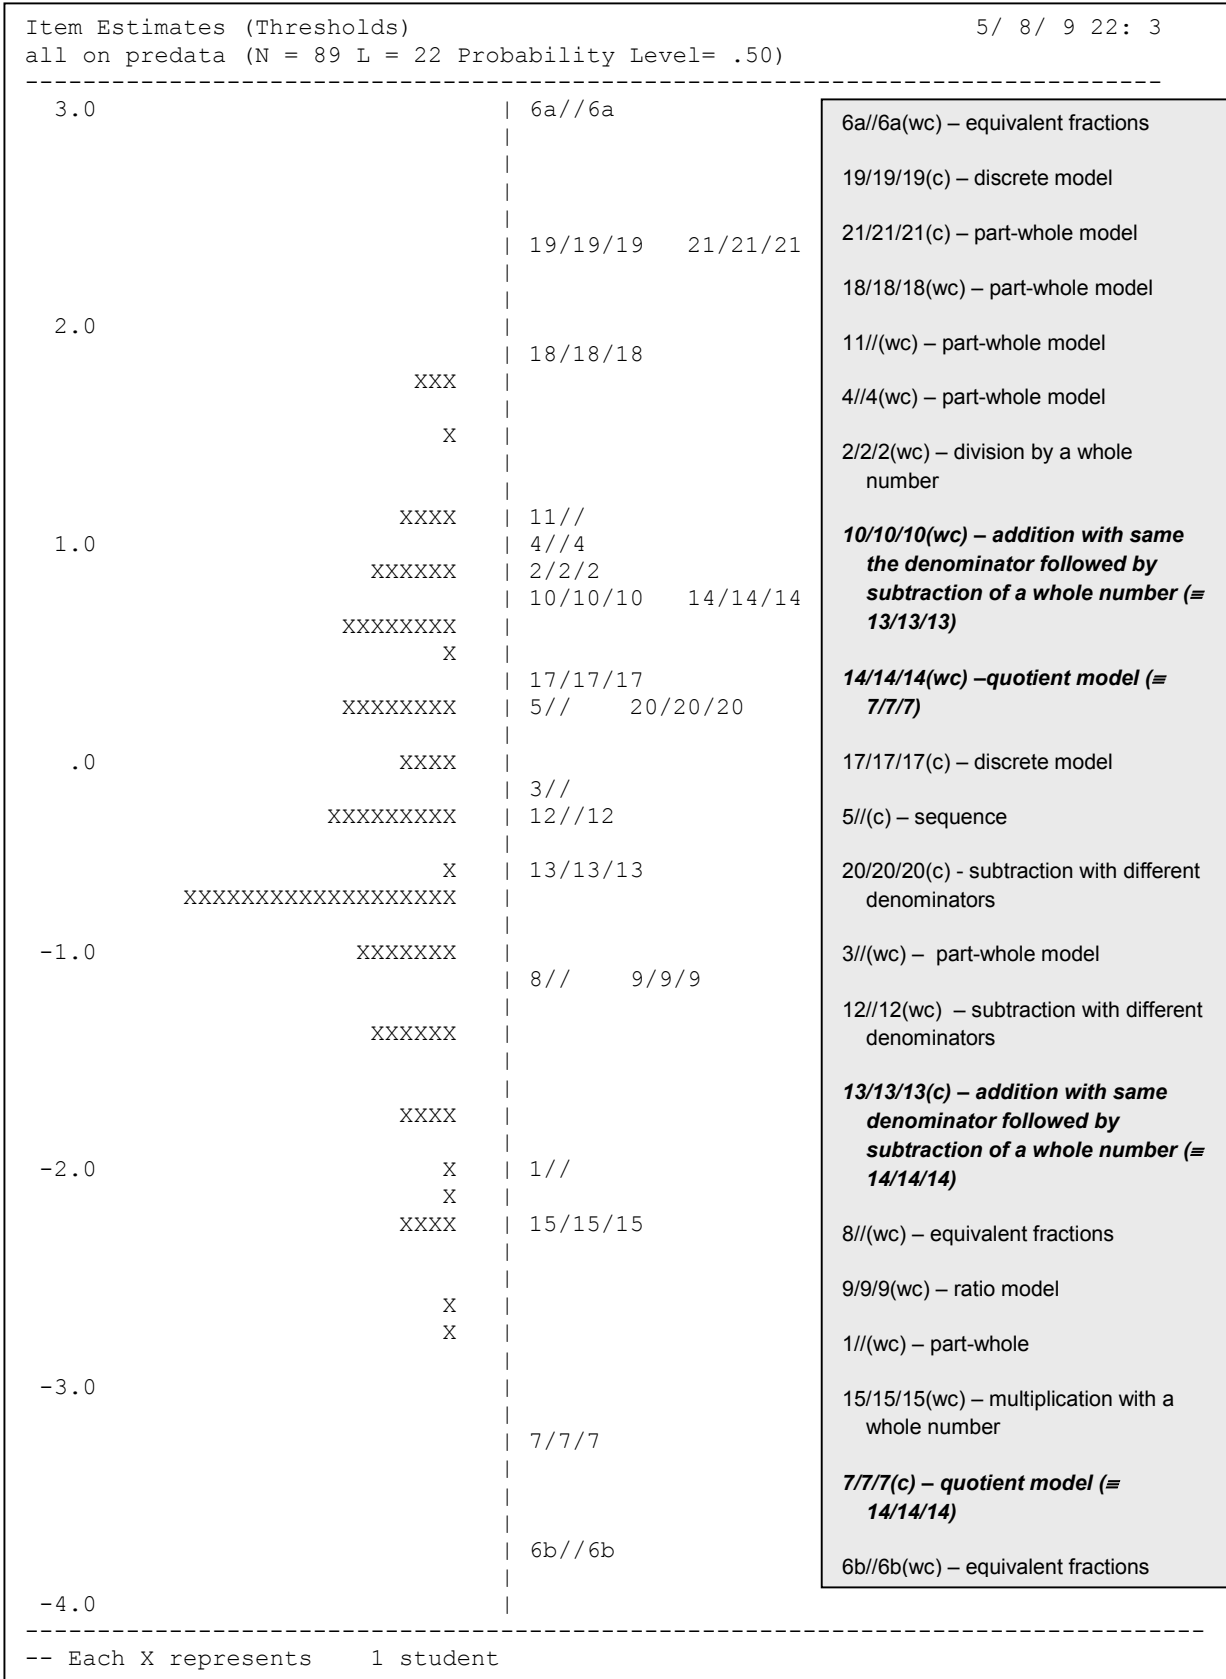 Item Estimates (Thresholds) 5/ 8/ 9 22: 3
all on predata (N = 89 L = 22 Probability Level= .50)
--------------------------------------------------------------------------------
3.0 | 6a//6a
|
|
|
|
| 19/19/19 21/21/21
|
|
2.0 |
| 18/18/18
XXX |
|
X |
|
|
XXXX | 11//
1.0 | 4//4
XXXXXX | 2/2/2
| 10/10/10 14/14/14
XXXXXXXX |
X |
| 17/17/17
XXXXXXXX | 5// 20/20/20
|
.0 XXXX |
| 3//
XXXXXXXXX | 12//12
|
X | 13/13/13
XXXXXXXXXXXXXXXXXXX |
|
-1.0 XXXXXXX |
| 8// 9/9/9
|
XXXXXX |
|
|
XXXX |
|
-2.0 X | 1//
X |
XXXX | 15/15/15
|
|
X |
X |
|
-3.0 |
|
| 7/7/7
|
|
|
| 6b//6b
|
-4.0 |
--------------------------------------------------------------------------------
-- Each X represents 1 student
6a//6a(wc) – equivalent fractions
19/19/19(c) – discrete model
21/21/21(c) – part-whole model
18/18/18(wc) – part-whole model
11//(wc) – part-whole model
4//4(wc) – part-whole model
2/2/2(wc) – division by a whole
number
10/10/10(wc) – addition with same
the denominator followed by
subtraction of a whole number (≡
13/13/13)
14/14/14(wc) –quotient model (≡
7/7/7)
17/17/17(c) – discrete model
5//(c) – sequence
20/20/20(c) - subtraction with different
denominators
3//(wc) – part-whole model
12//12(wc) – subtraction with different
denominators
13/13/13(c) – addition with same
denominator followed by
subtraction of a whole number (≡
14/14/14)
8//(wc) – equivalent fractions
9/9/9(wc) – ratio model
1//(wc) – part-whole
15/15/15(wc) – multiplication with a
whole number
7/7/7(c) – quotient model (≡
14/14/14)
6b//6b(wc) – equivalent fractions